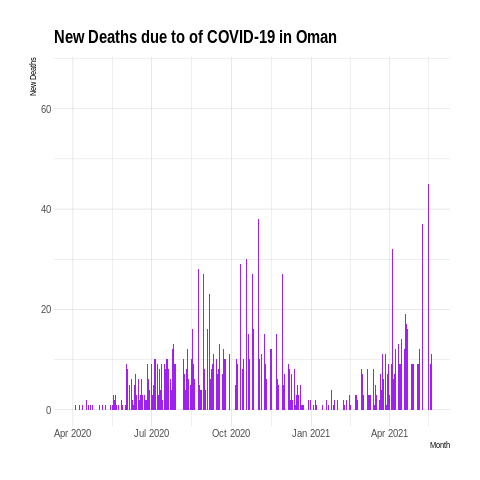 New Deaths due to of COVID-19 in Oman
New Deaths
60
40
20
0
Apr 2020 Jul 2020 Oct 2020 Jan 2021 Apr 2021
Month